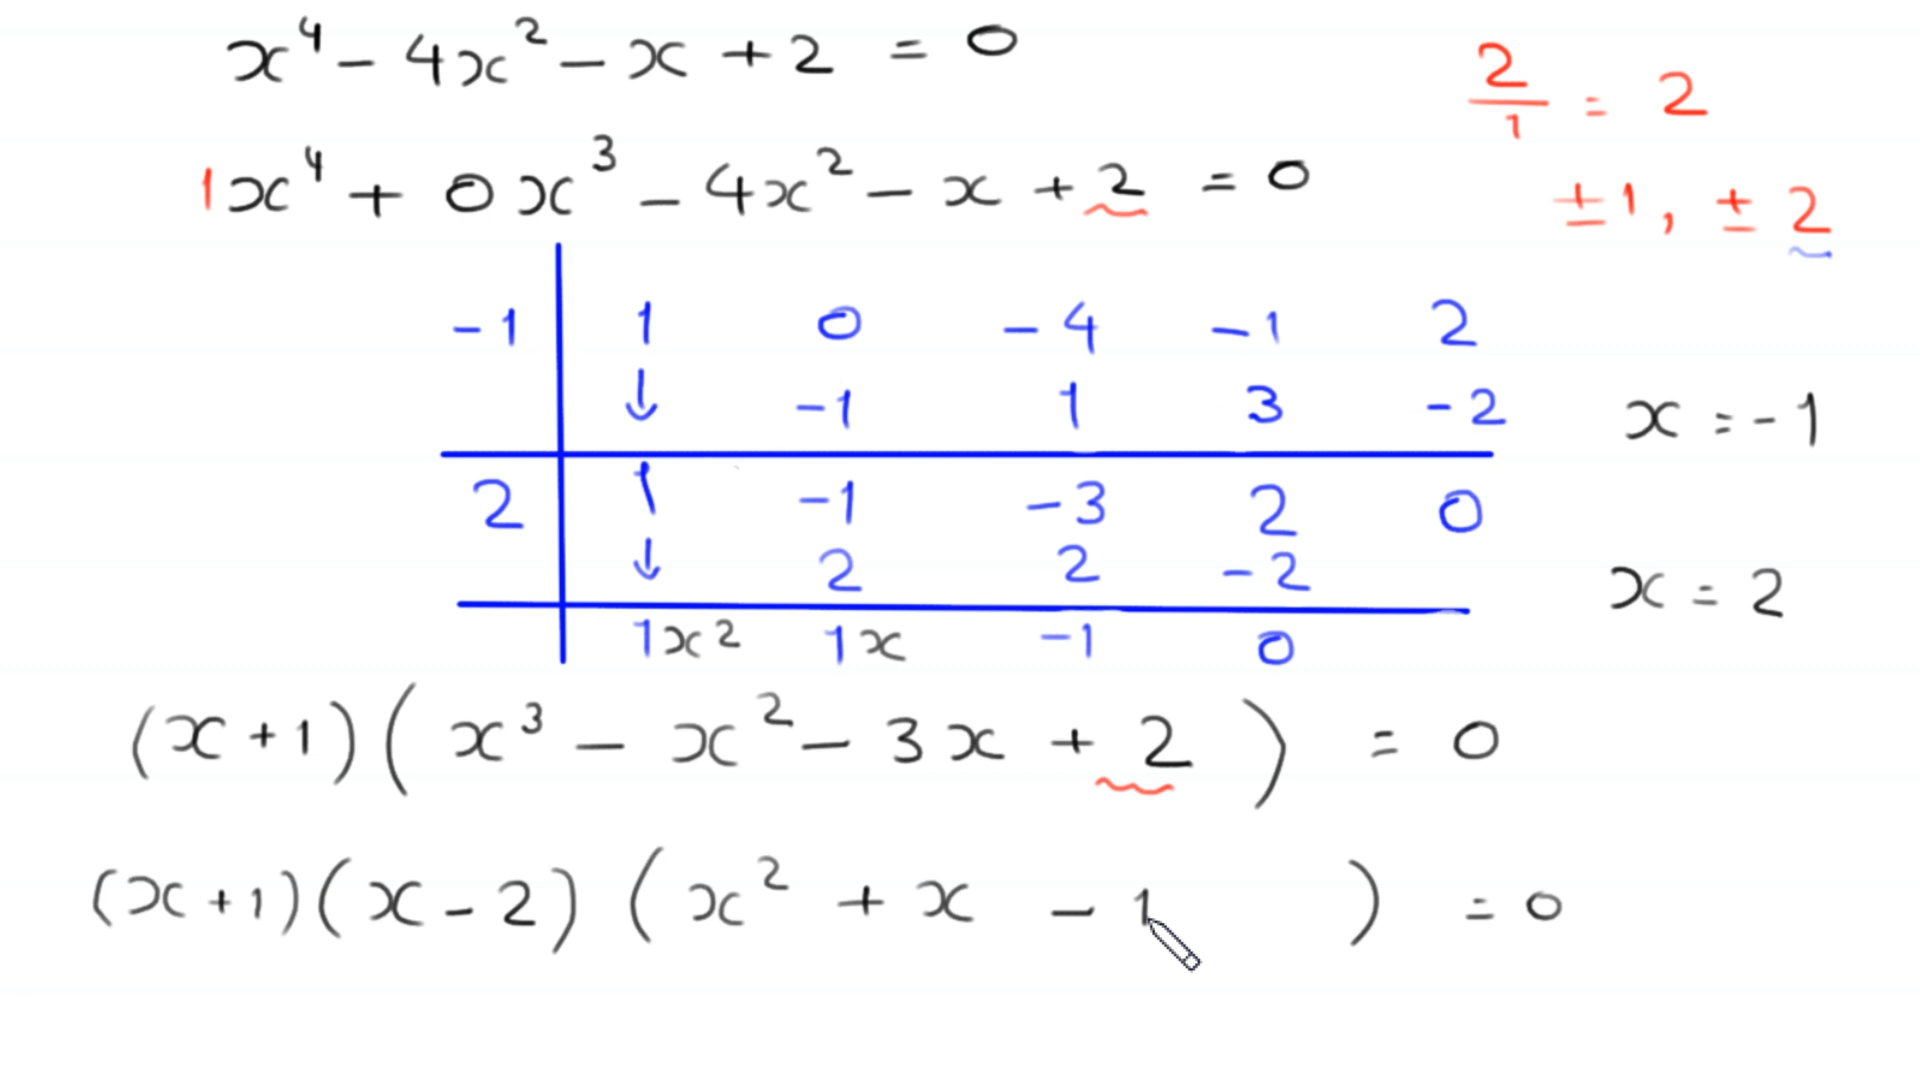 x⁴ - 4x² - x + 2 = 0
2/1 = 2
1x⁴ + 0x³ - 4x² - x + 2 = 0
±1, ±2
-1 1 0 -4 -1 2
↓ -1 1 3 -2
x = -1
2 1 -1 -3 2 0
↓ 2 2 -2
x = 2
1x² 1x -1 0
(x + 1)(x³ - x² - 3x + 2) = 0
(x + 1)(x - 2)(x² + x - 1) = 0